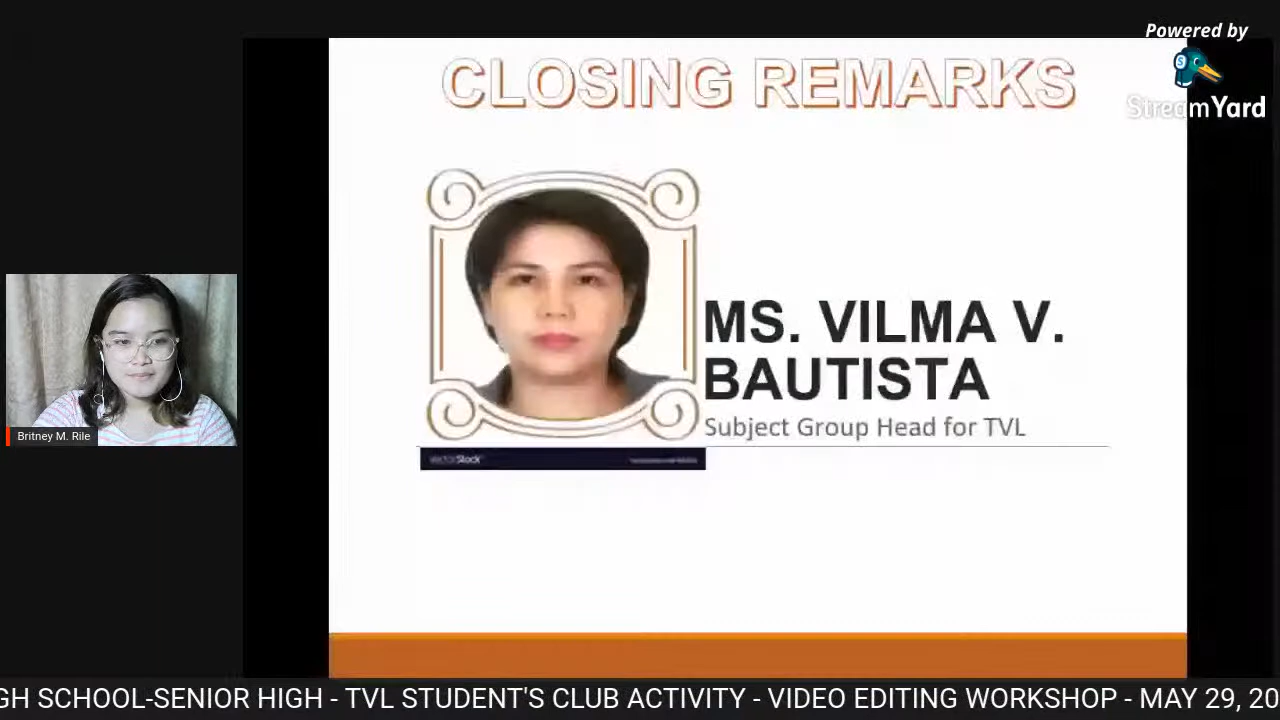 Powered by
StreamYard
CLOSING REMARKS
MS. VILMA V.
BAUTISTA
Subject Group Head for TVL
VectorStock
Britney M. Rile
GH SCHOOL-SENIOR HIGH - TVL STUDENT'S CLUB ACTIVITY - VIDEO EDITING WORKSHOP - MAY 29, 20